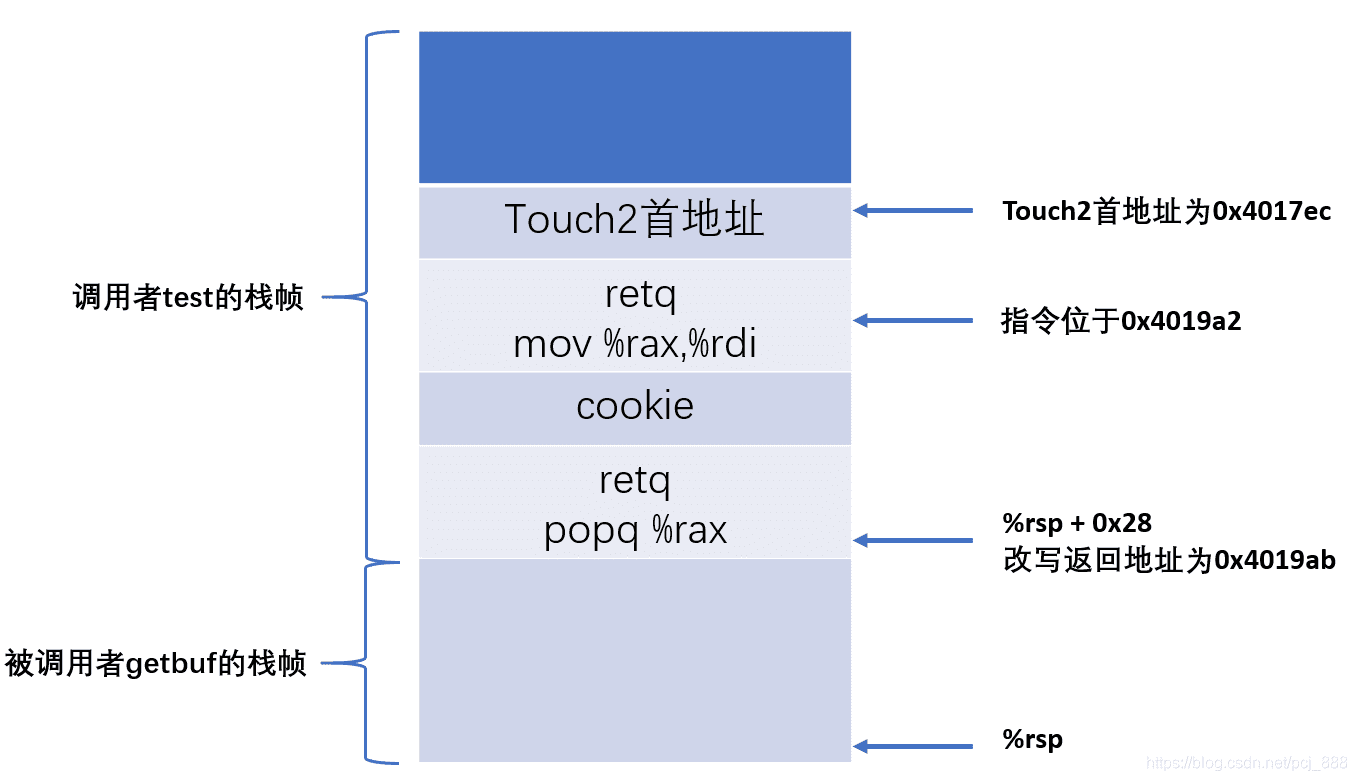 Touch2首地址
Touch2首地址为0x4017ec
调用者test的栈帧
retq
mov %rax,%rdi
指令位于0x4019a2
cookie
retq
popq %rax
%rsp + 0x28
改写返回地址为0x4019ab
被调用者getbuf的栈帧
%rsp
https://blog.csdn.net/pcj_888